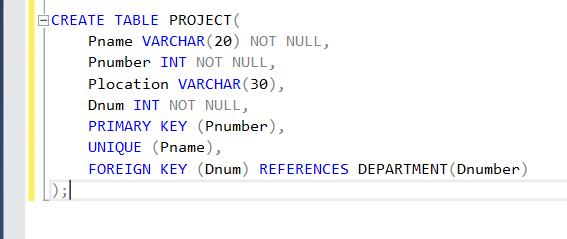 CREATE TABLE PROJECT(
Pname VARCHAR(20) NOT NULL,
Pnumber INT NOT NULL,
Plocation VARCHAR(30),
Dnum INT NOT NULL,
PRIMARY KEY (Pnumber),
UNIQUE (Pname),
FOREIGN KEY (Dnum) REFERENCES DEPARTMENT(Dnumber)
);